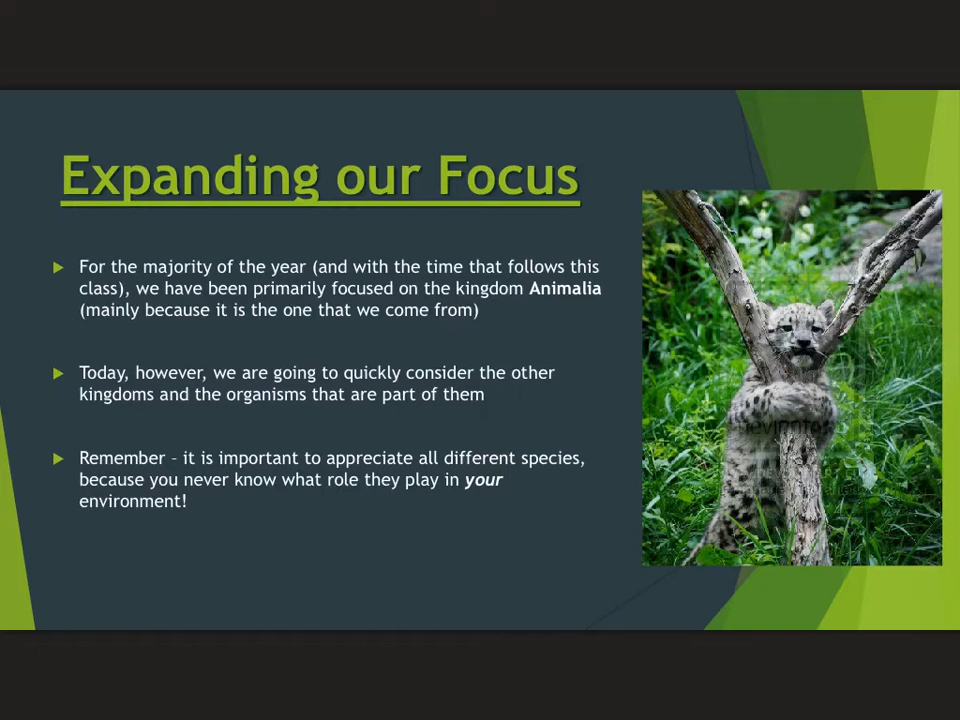 Expanding our Focus
For the majority of the year (and with the time that follows this
class), we have been primarily focused on the kingdom Animalia
(mainly because it is the one that we come from)
Today, however, we are going to quickly consider the other
kingdoms and the organisms that are part of them
Remember – it is important to appreciate all different species,
because you never know what role they play in your
environment!